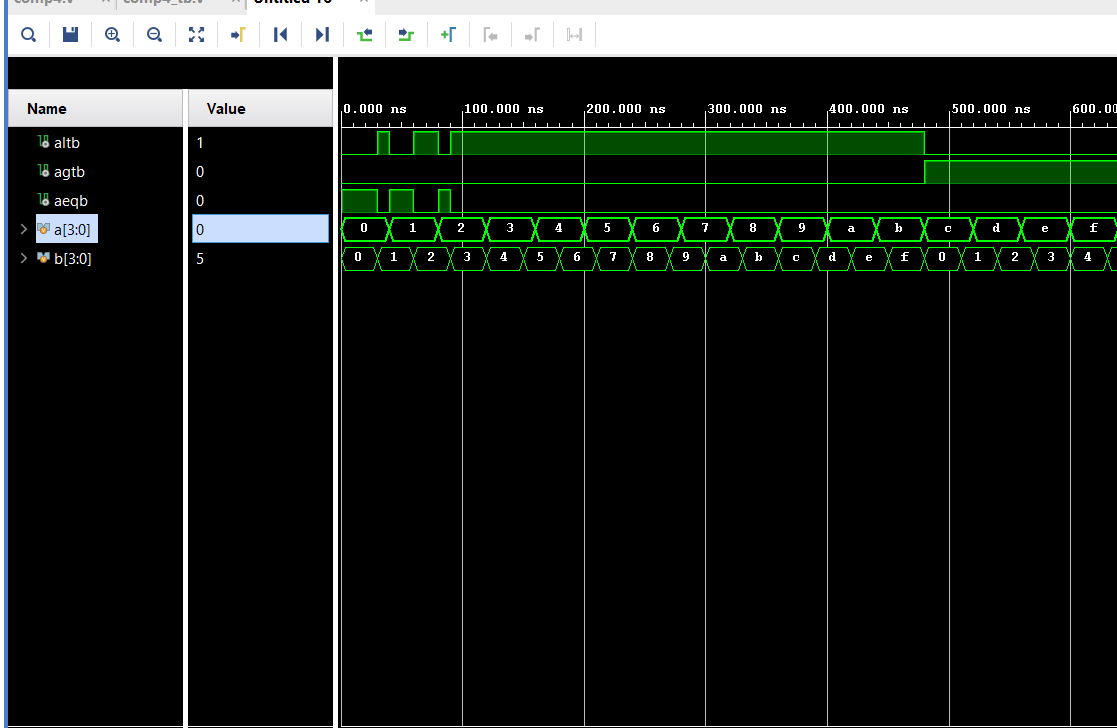 comp4.v comp4_tb.v Untitled 10
Name Value 0.000 ns 100.000 ns 200.000 ns 300.000 ns 400.000 ns 500.000 ns 600.0
altb 1
agtb 0
aeqb 0
a[3:0] 0 0 1 2 3 4 5 6 7 8 9 a b c d e f
b[3:0] 5 0 1 2 3 4 5 6 7 8 9 a b c d e f 0 1 2 3 4